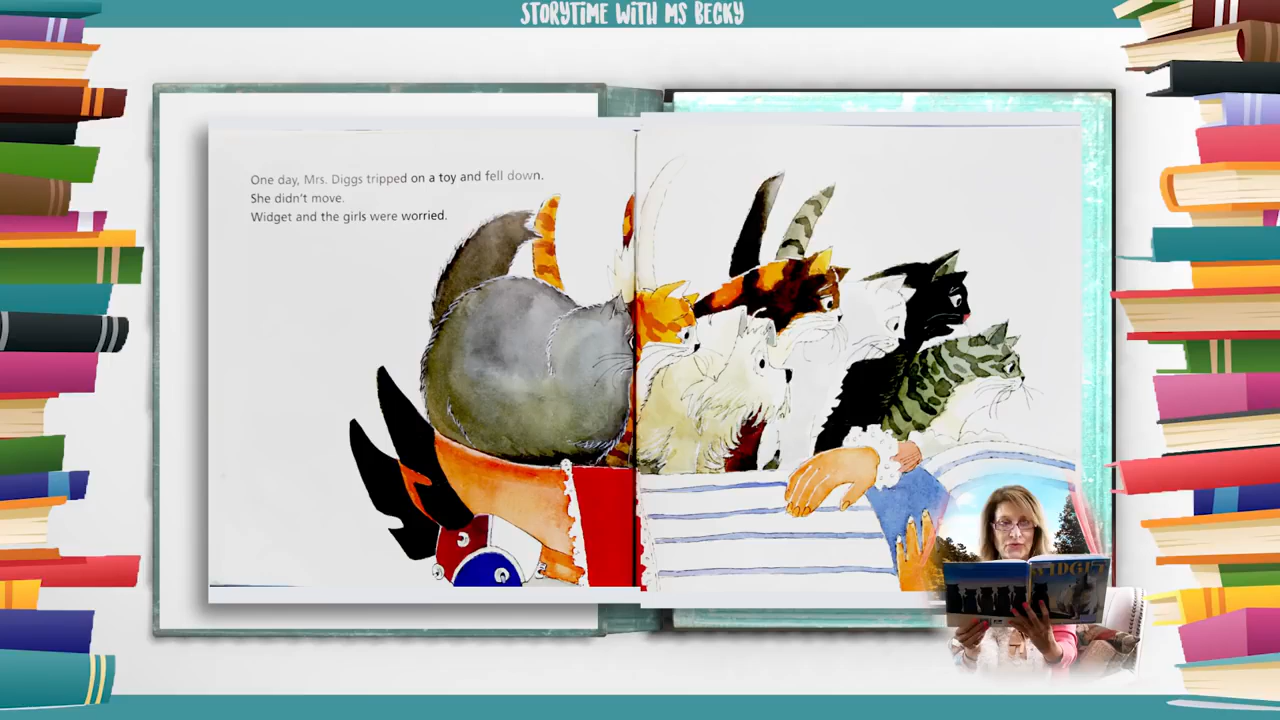 STORYTIME WITH MS BECKY
One day, Mrs. Diggs tripped on a toy and fell down.
She didn't move.
Widget and the girls were worried.
WIDGET